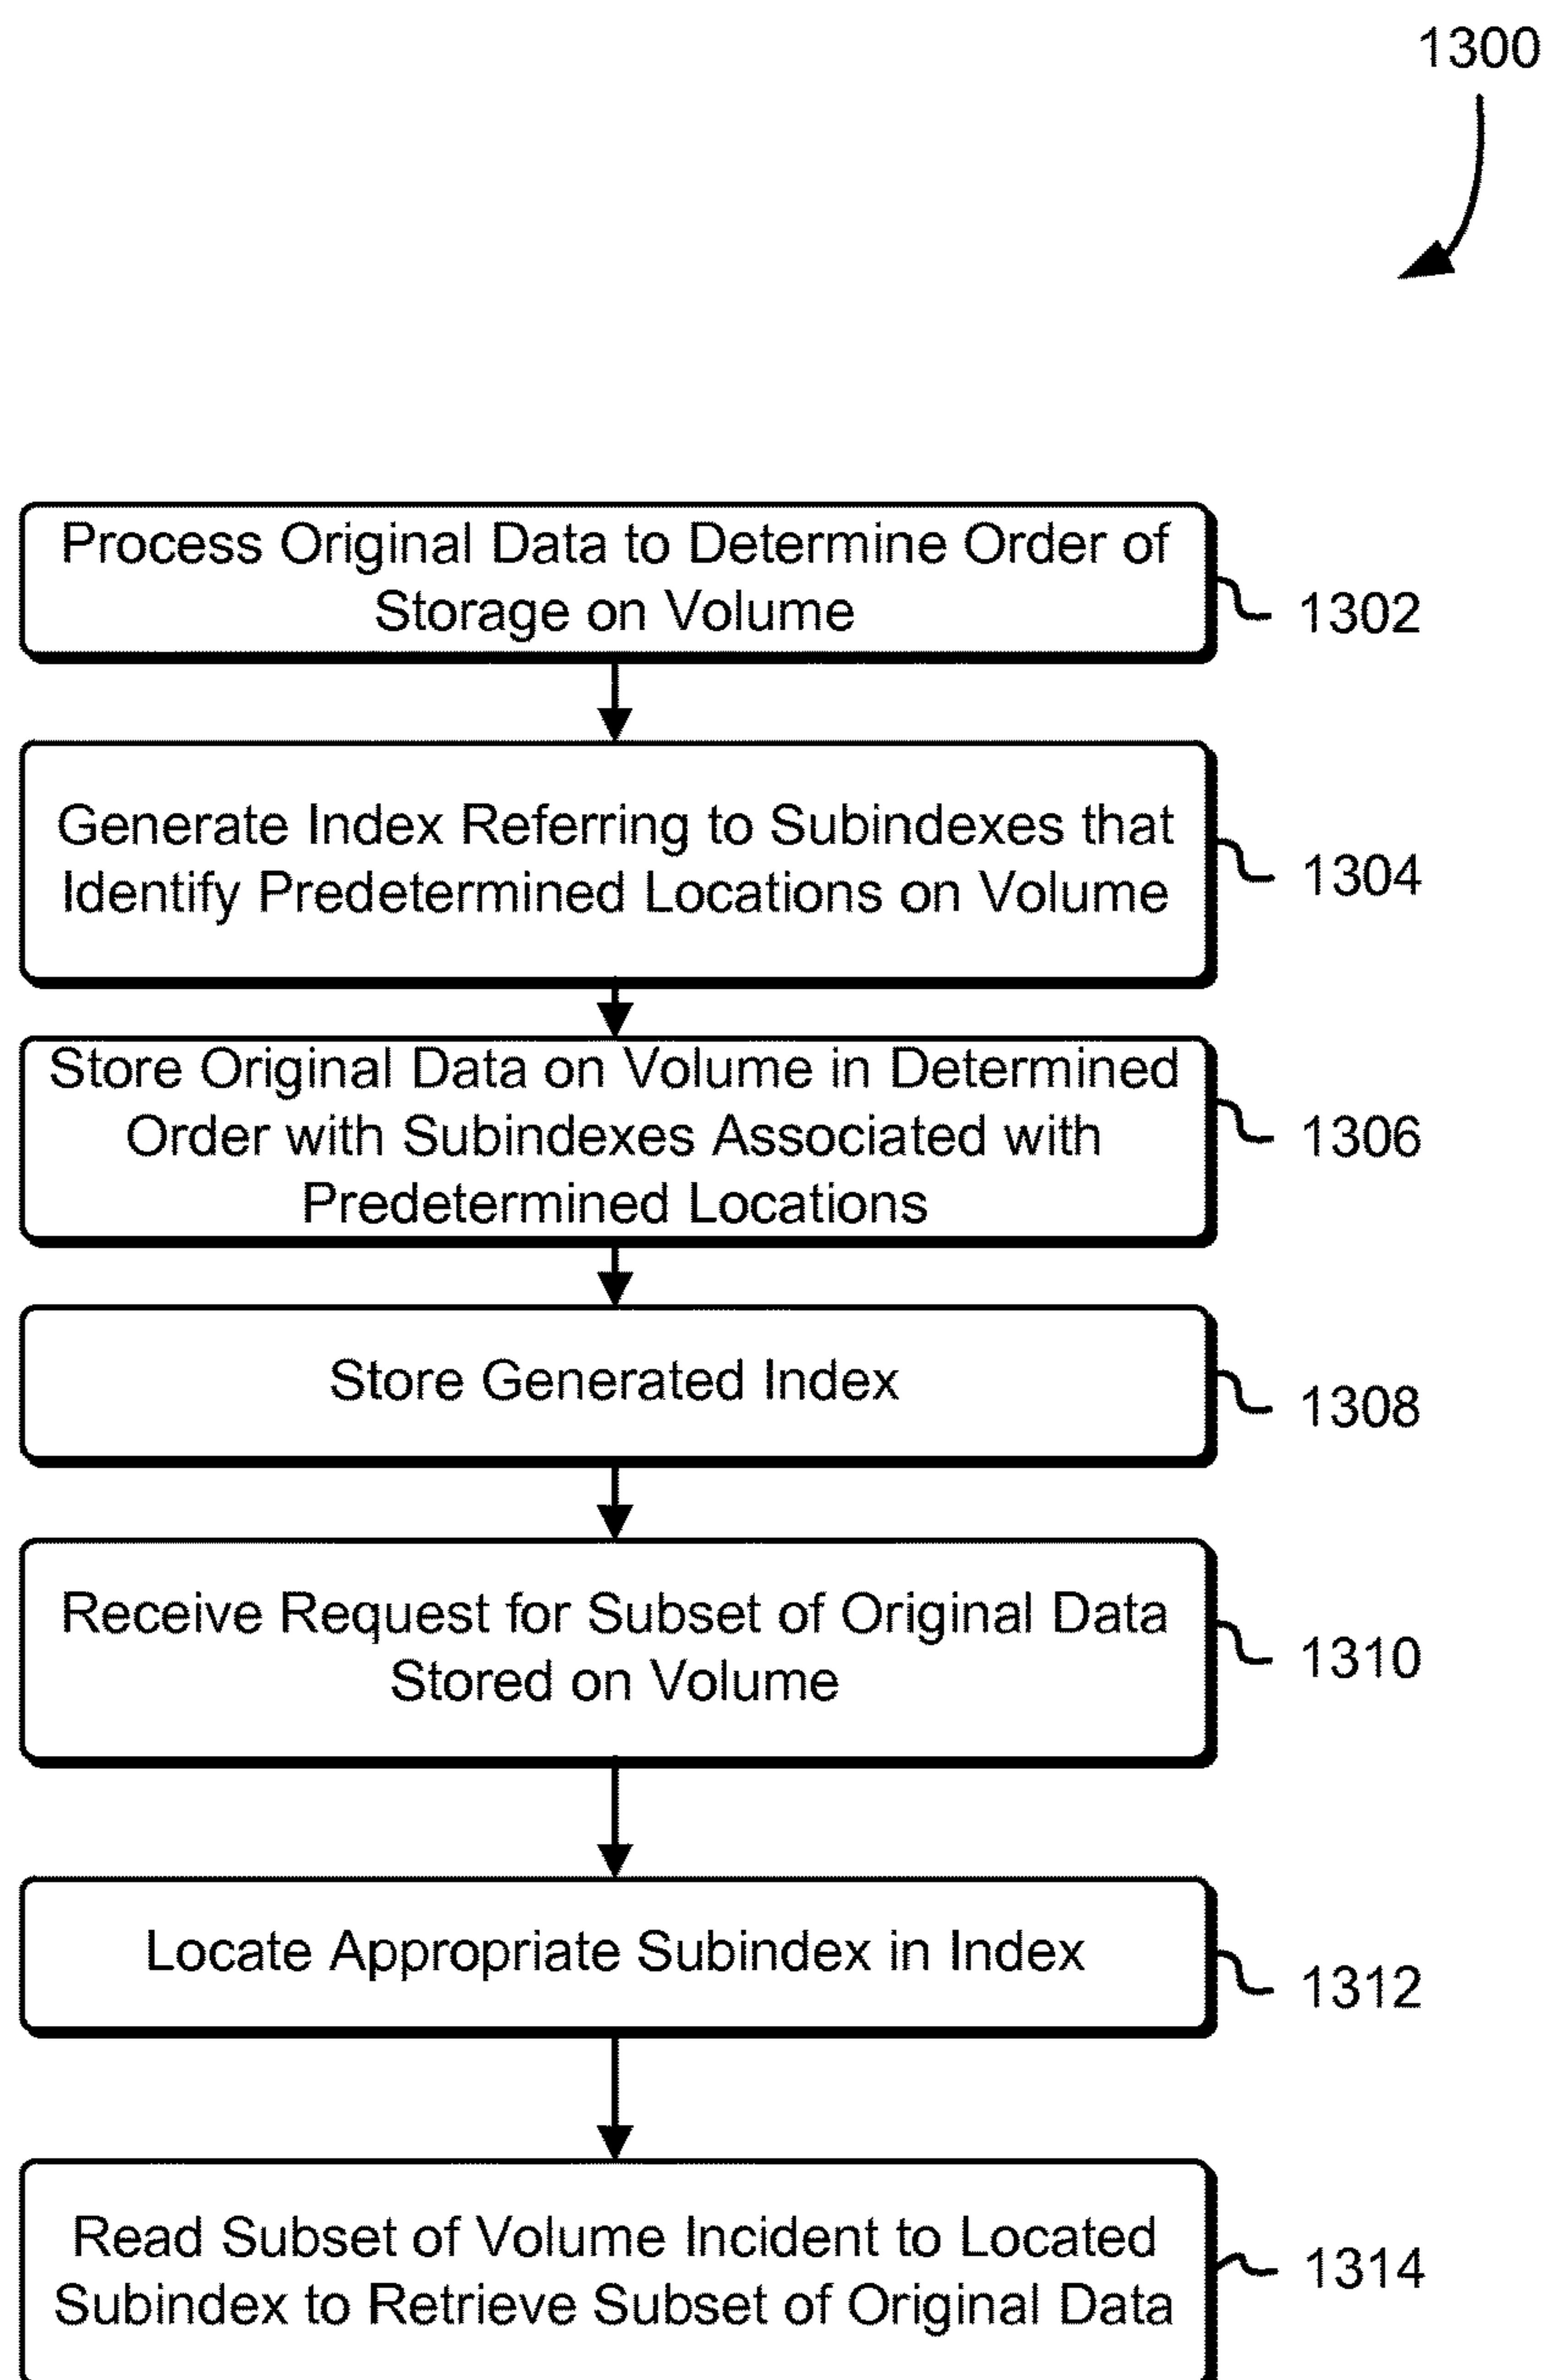 1300
Process Original Data to Determine Order of
Storage on Volume
1302
Generate Index Referring to Subindexes that
Identify Predetermined Locations on Volume
1304
Store Original Data on Volume in Determined
Order with Subindexes Associated with
Predetermined Locations
1306
Store Generated Index
1308
Receive Request for Subset of Original Data
Stored on Volume
1310
Locate Appropriate Subindex in Index
1312
Read Subset of Volume Incident to Located
Subindex to Retrieve Subset of Original Data
1314